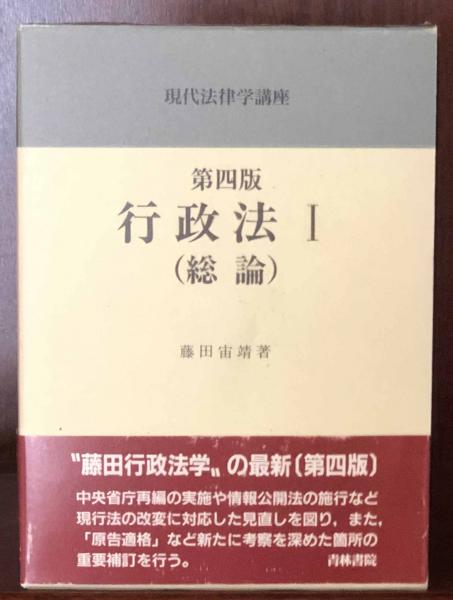 現代法律学講座
第四版
行政法 I
(総論)
藤田宙靖著
〝藤田行政法学〟の最新〔第四版〕
中央省庁再編の実施や情報公開法の施行など
現行法の改変に対応した見直しを図り，また，
「原告適格」など新たに考察を深めた箇所の
重要補訂を行う。
青林書院